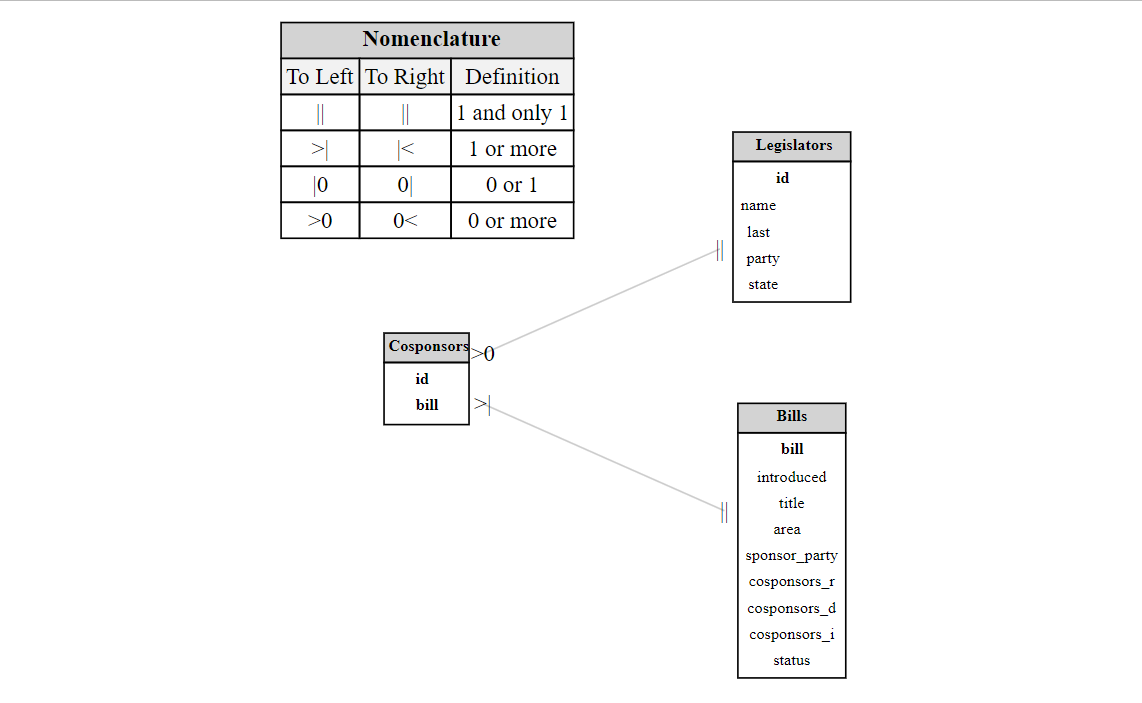 Nomenclature
To Left To Right Definition
|| || 1 and only 1
>| |< 1 or more
|0 0| 0 or 1
>0 0< 0 or more
Legislators
id
name
last
party
state
||
Cosponsors
>0
id
bill
>|
||
Bills
bill
introduced
title
area
sponsor_party
cosponsors_r
cosponsors_d
cosponsors_i
status